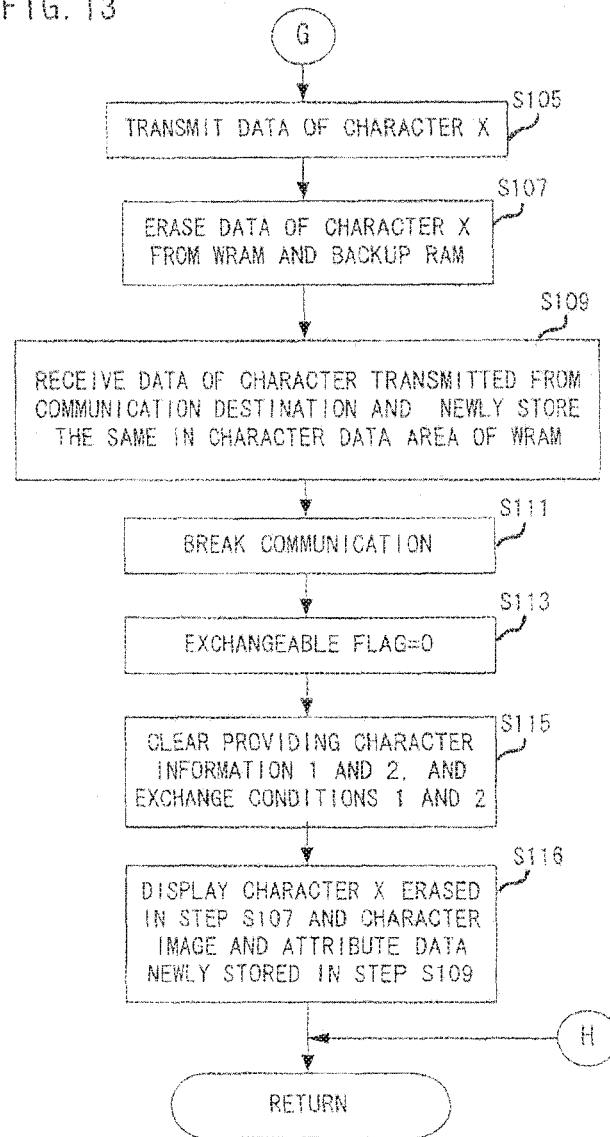 FIG. 13
G
S105
TRANSMIT DATA OF CHARACTER X
S107
ERASE DATA OF CHARACTER X
FROM WRAM AND BACKUP RAM
S109
RECEIVE DATA OF CHARACTER TRANSMITTED FROM
COMMUNICATION DESTINATION AND NEWLY STORE
THE SAME IN CHARACTER DATA AREA OF WRAM
S111
BREAK COMMUNICATION
S113
EXCHANGEABLE FLAG=0
S115
CLEAR PROVIDING CHARACTER
INFORMATION 1 AND 2, AND
EXCHANGE CONDITIONS 1 AND 2
S116
DISPLAY CHARACTER X ERASED
IN STEP S107 AND CHARACTER
IMAGE AND ATTRIBUTE DATA
NEWLY STORED IN STEP S109
H
RETURN